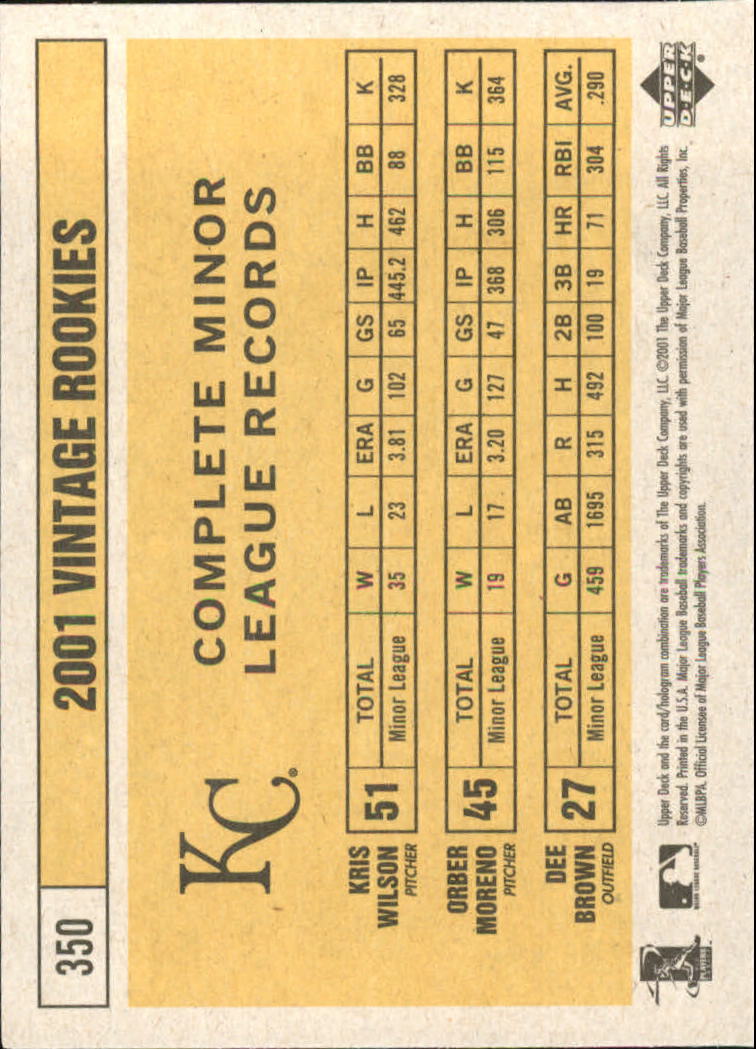 350 2001 VINTAGE ROOKIES
KC®
COMPLETE MINOR
LEAGUE RECORDS
KRIS
WILSON
PITCHER
51
TOTAL W L ERA G GS IP H BB K
Minor League 35 23 3.81 102 65 445.2 462 88 328
ORBER
MORENO
PITCHER
45
TOTAL W L ERA G GS IP H BB K
Minor League 19 17 3.20 127 47 368 306 115 364
DEE
BROWN
OUTFIELD
27
TOTAL G AB R H 2B 3B HR RBI AVG.
Minor League 459 1695 315 492 100 19 71 304 .290
PLAYERS
MAJOR LEAGUE BASEBALL
Upper Deck and the card/hologram combination are trademarks of The Upper Deck Company, LLC. ©2001 The Upper Deck Company, LLC. All Rights
Reserved. Printed in the U.S.A. Major League Baseball trademarks and copyrights are used with permission of Major League Baseball Properties, Inc.
©MLBPA. Official Licensee of Major League Baseball Players Association.
UPPER
DECK